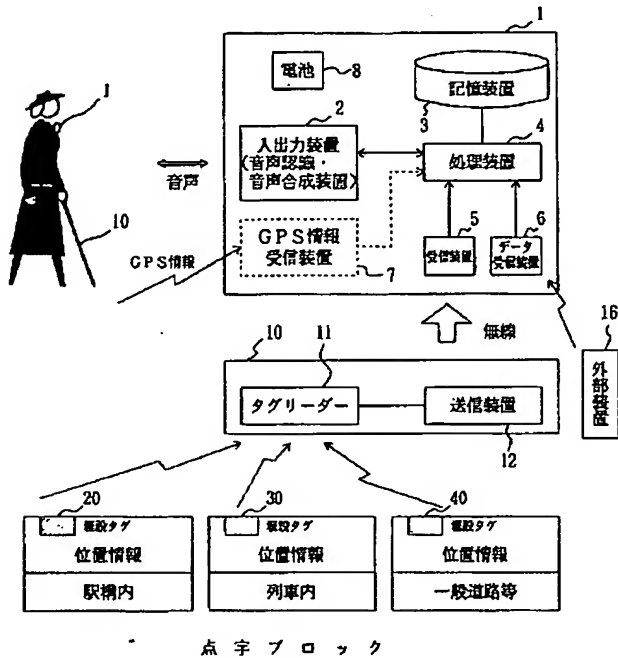 1
電池
8
記憶装置
3
1
2
4
入出力装置
(音声認識・
音声合成装置)
処理装置
音声
10
5
6
GPS情報
GPS情報
受信装置
受信装置
データ
受信装置
7
16
10
11
無線
外部装置
タグリーダー
送信装置
12
20
30
40
埋設タグ
埋設タグ
埋設タグ
位置情報
位置情報
位置情報
駅構内
列車内
一般道路等
点字ブロック